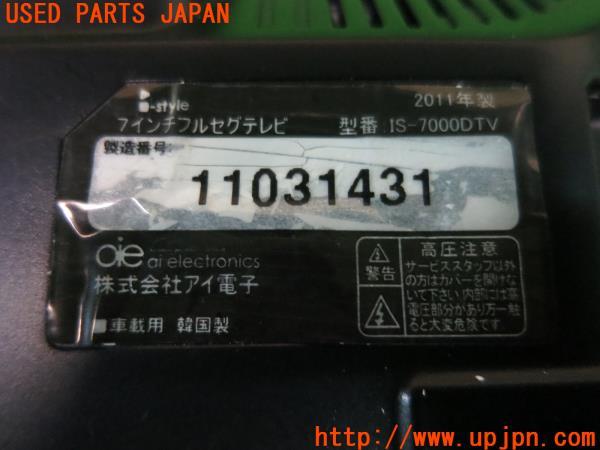 USED PARTS JAPAN
-style
2011年製
7インチフルセグテレビ 型番:IS-7000DTV
製造番号:
11031431
aie ai electronics
株式会社アイ電子
■車載用 韓国製
警告
高圧注意
サービススタッフ以外
の方はカバーを開けな
いで下さい 内部には高
電圧部分があり万一触
ると大変危険です
http://www.upjpn.com/